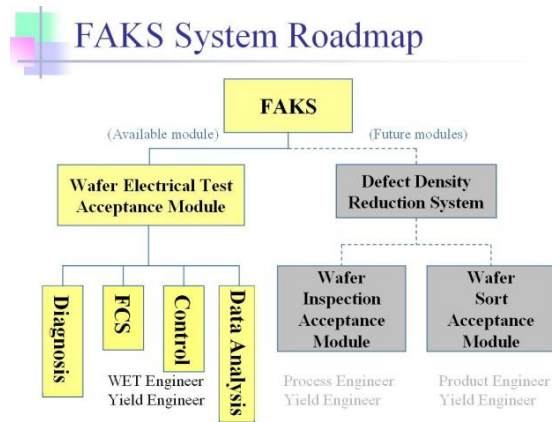 FAKS System Roadmap
FAKS
(Available module)
(Future modules)
Wafer Electrical Test
Acceptance Module
Defect Density
Reduction System
Diagnosis
FCS
Control
Data Analysis
WET Engineer
Yield Engineer
Wafer
Inspection
Acceptance
Module
Process Engineer
Yield Engineer
Wafer
Sort
Acceptance
Module
Product Engineer
Yield Engineer